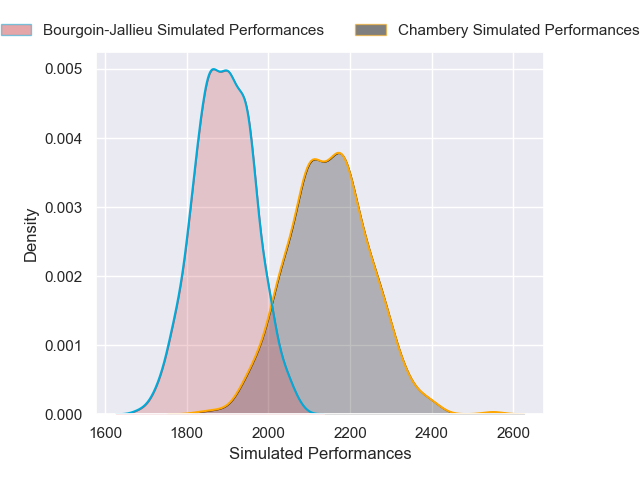 Bourgoin-Jallieu Simulated Performances Chambery Simulated Performances
0.005
0.004
0.003
0.002
0.001
0.000
Density
1600 1800 2000 2200 2400 2600
Simulated Performances